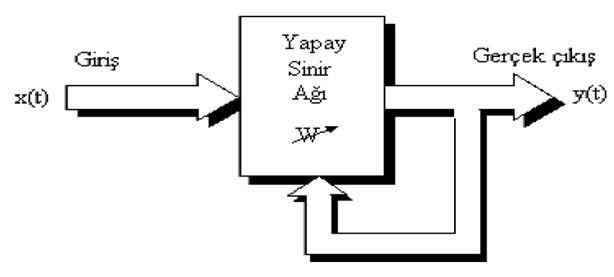 Giriş
x(t)
Yapay
Sinir
Ağı
W
Gerçek çıkış
y(t)